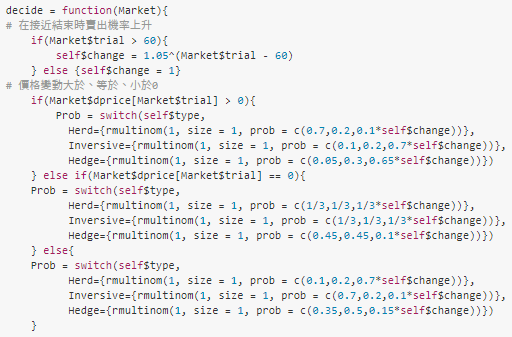 decide = function(Market){
# 在接近結束時賣出機率上升
    if(Market$trial > 60){
        self$change = 1.05^(Market$trial - 60)
    } else {self$change = 1}
# 價格變動大於、等於、小於0
    if(Market$dprice[Market$trial] > 0){
        Prob = switch(self$type,
          Herd={rmultinom(1, size = 1, prob = c(0.7,0.2,0.1*self$change))},
          Inversive={rmultinom(1, size = 1, prob = c(0.1,0.2,0.7*self$change))},
          Hedge={rmultinom(1, size = 1, prob = c(0.05,0.3,0.65*self$change))})
    } else if(Market$dprice[Market$trial] == 0){
    Prob = switch(self$type,
          Herd={rmultinom(1, size = 1, prob = c(1/3,1/3,1/3*self$change))},
          Inversive={rmultinom(1, size = 1, prob = c(1/3,1/3,1/3*self$change))},
          Hedge={rmultinom(1, size = 1, prob = c(0.45,0.45,0.1*self$change))})
    } else{
    Prob = switch(self$type,
          Herd={rmultinom(1, size = 1, prob = c(0.1,0.2,0.7*self$change))},
          Inversive={rmultinom(1, size = 1, prob = c(0.7,0.2,0.1*self$change))},
          Hedge={rmultinom(1, size = 1, prob = c(0.35,0.5,0.15*self$change))})
    }